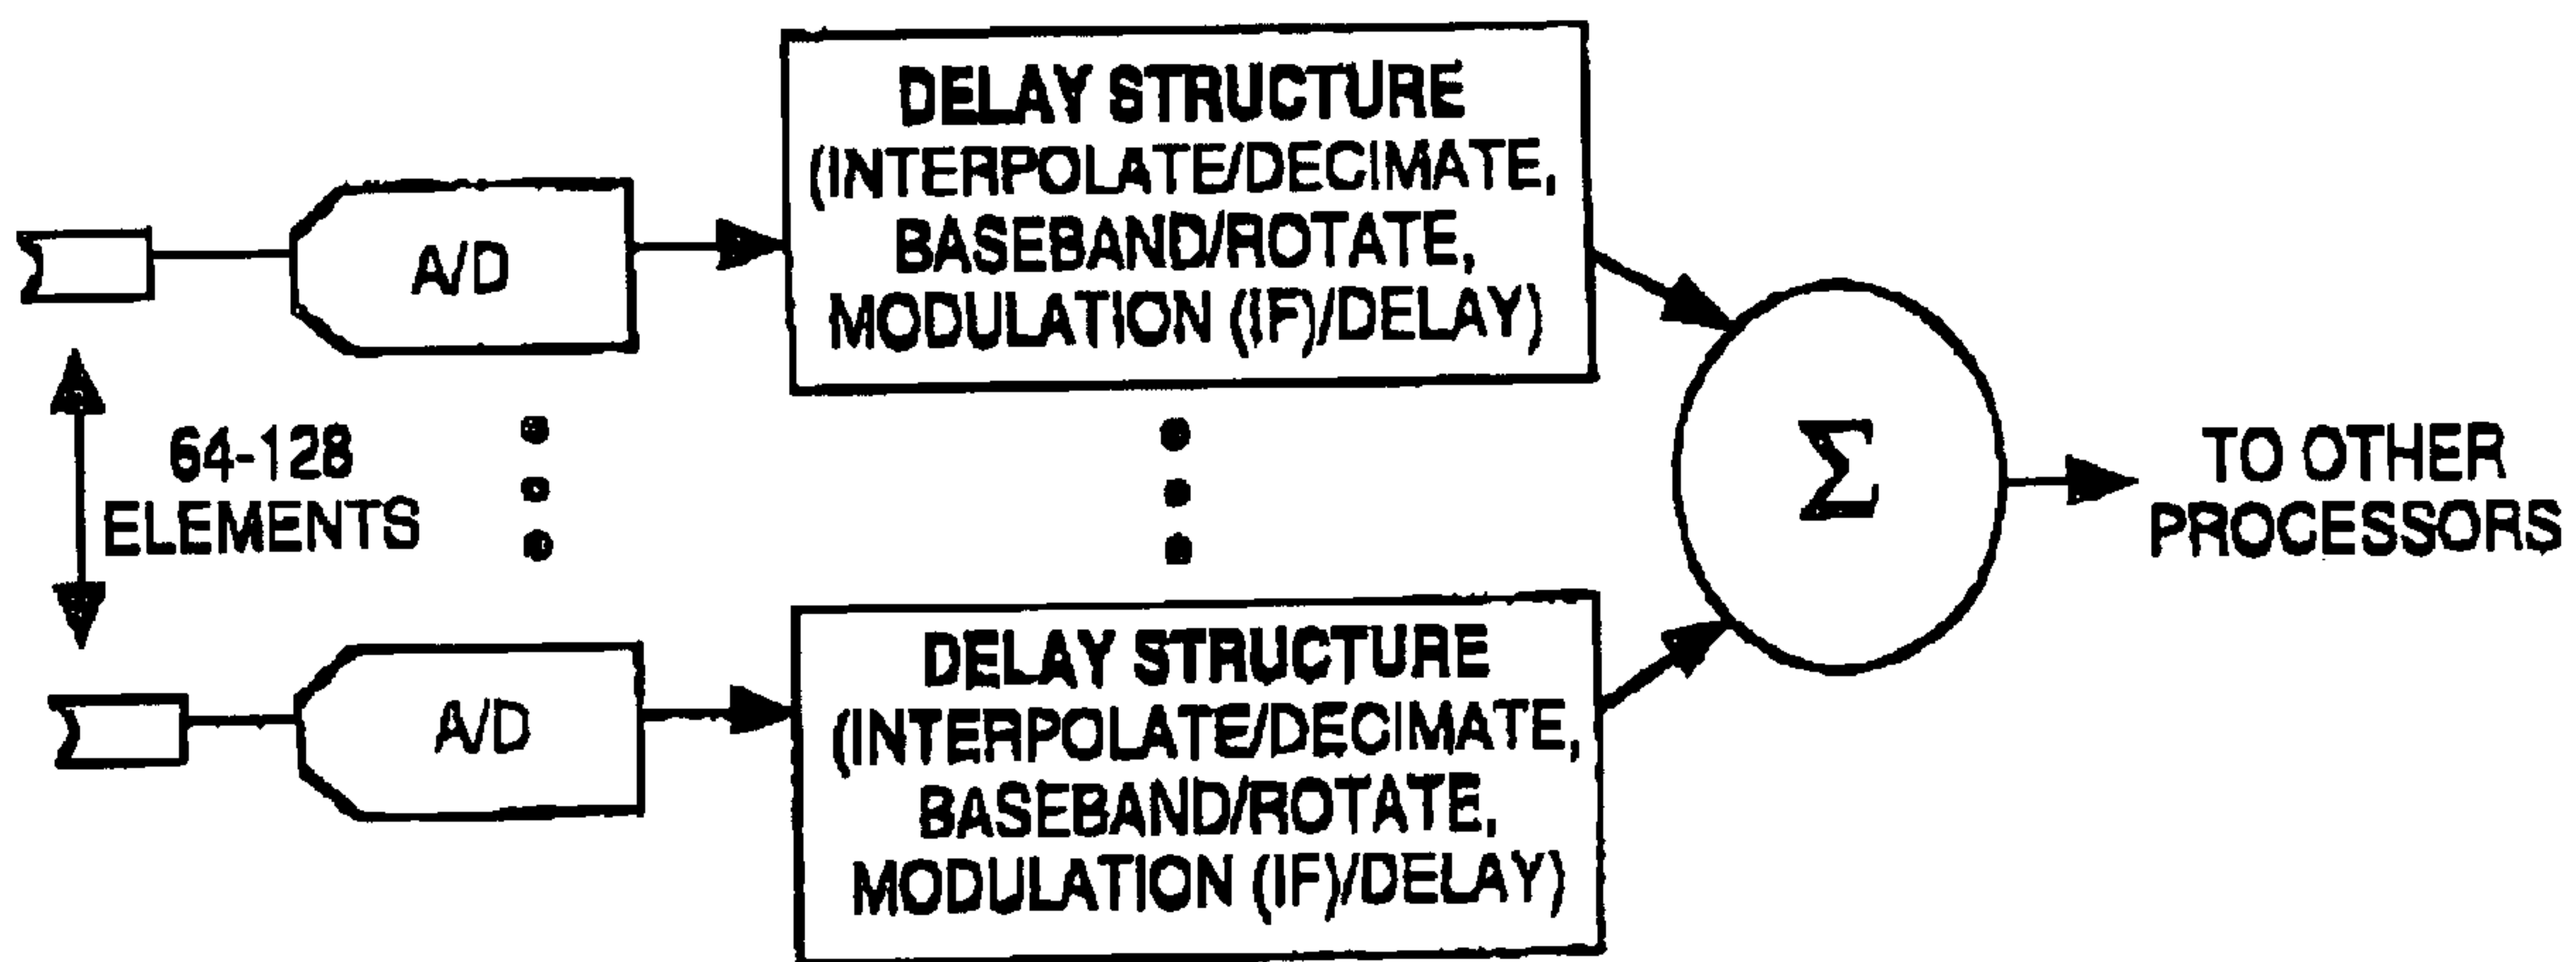 DELAY STRUCTURE
(INTERPOLATE/DECIMATE,
BASEBAND/ROTATE,
MODULATION (IF)/DELAY)
A/D
64-128
ELEMENTS
Σ
TO OTHER
PROCESSORS
A/D
DELAY STRUCTURE
(INTERPOLATE/DECIMATE,
BASEBAND/ROTATE,
MODULATION (IF)/DELAY)